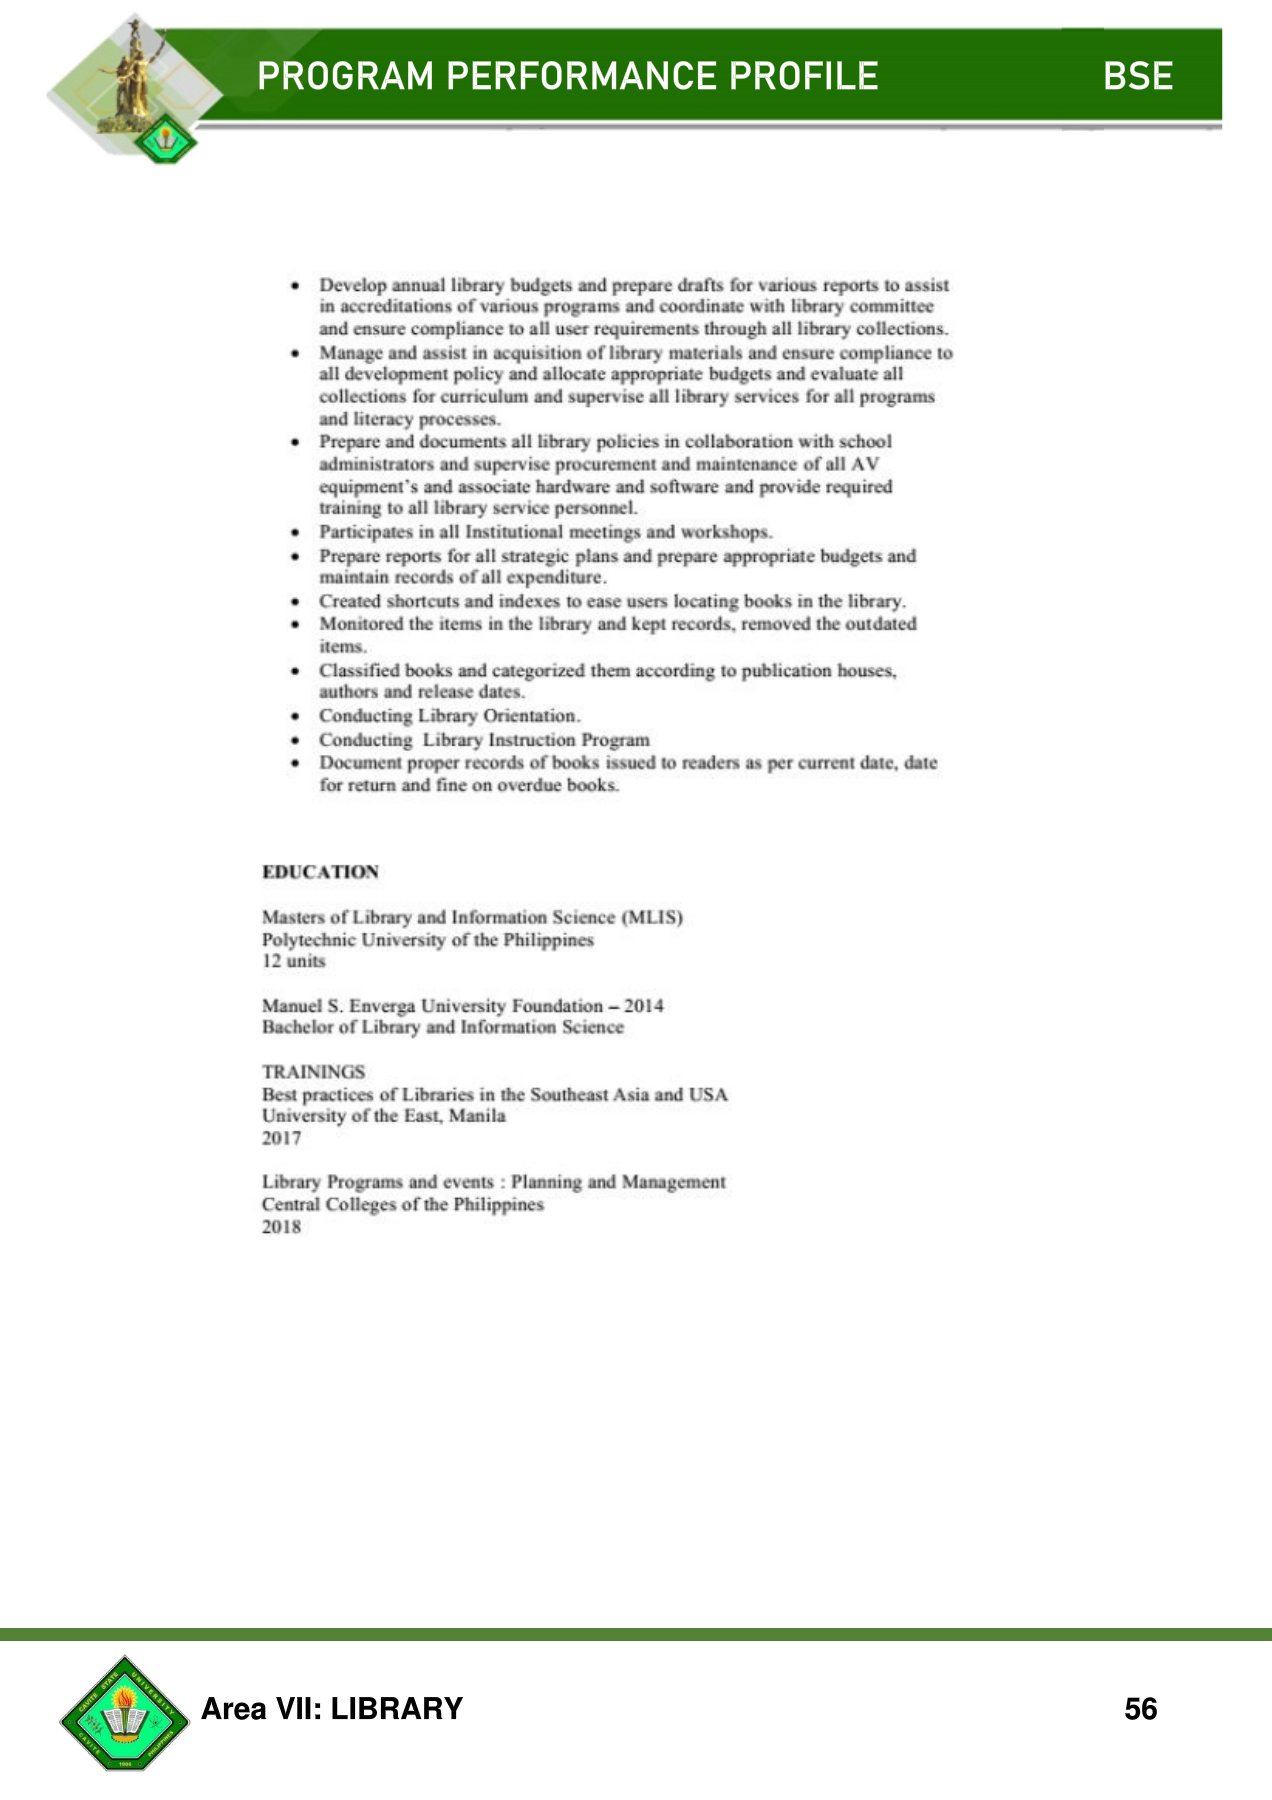 PROGRAM PERFORMANCE PROFILE BSE
• Develop annual library budgets and prepare drafts for various reports to assist
in accreditations of various programs and coordinate with library committee
and ensure compliance to all user requirements through all library collections.
• Manage and assist in acquisition of library materials and ensure compliance to
all development policy and allocate appropriate budgets and evaluate all
collections for curriculum and supervise all library services for all programs
and literacy processes.
• Prepare and documents all library policies in collaboration with school
administrators and supervise procurement and maintenance of all AV
equipment's and associate hardware and software and provide required
training to all library service personnel.
• Participates in all Institutional meetings and workshops.
• Prepare reports for all strategic plans and prepare appropriate budgets and
maintain records of all expenditure.
• Created shortcuts and indexes to ease users locating books in the library.
• Monitored the items in the library and kept records, removed the outdated
items.
• Classified books and categorized them according to publication houses,
authors and release dates.
• Conducting Library Orientation.
• Conducting Library Instruction Program
• Document proper records of books issued to readers as per current date, date
for return and fine on overdue books.
EDUCATION
Masters of Library and Information Science (MLIS)
Polytechnic University of the Philippines
12 units
Manuel S. Enverga University Foundation – 2014
Bachelor of Library and Information Science
TRAININGS
Best practices of Libraries in the Southeast Asia and USA
University of the East, Manila
2017
Library Programs and events : Planning and Management
Central Colleges of the Philippines
2018
CAVITE STATE UNIVERSITY
CAVITE PHILIPPINES
1906
Area VII: LIBRARY 56